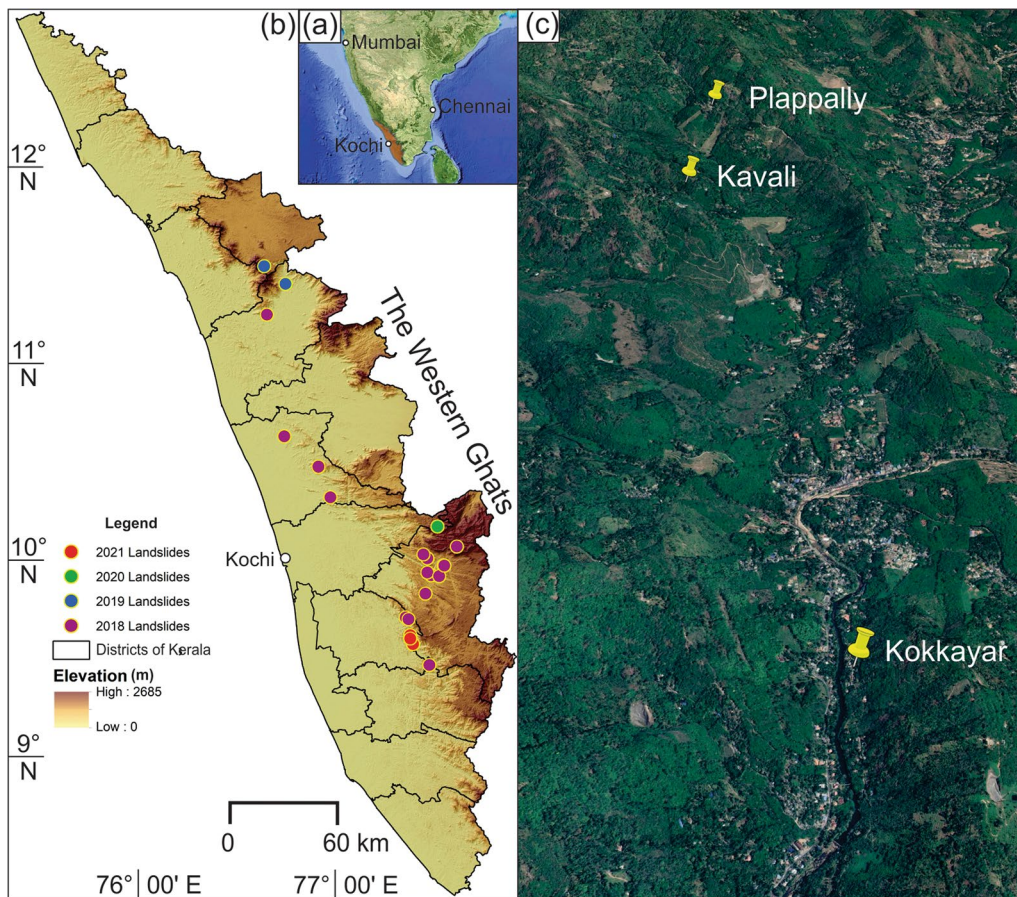 (b)
(a)
Mumbai
Chennai
Kochi
(c)
Plappally
Kavali
Kokkayar
12°
N
11°
N
10°
N
9°
N
The Western Ghats
Kochi
Legend
2021 Landslides
2020 Landslides
2019 Landslides
2018 Landslides
Districts of Kerala
Elevation (m)
High : 2685
Low : 0
0 60 km
76° 00' E
77° 00' E